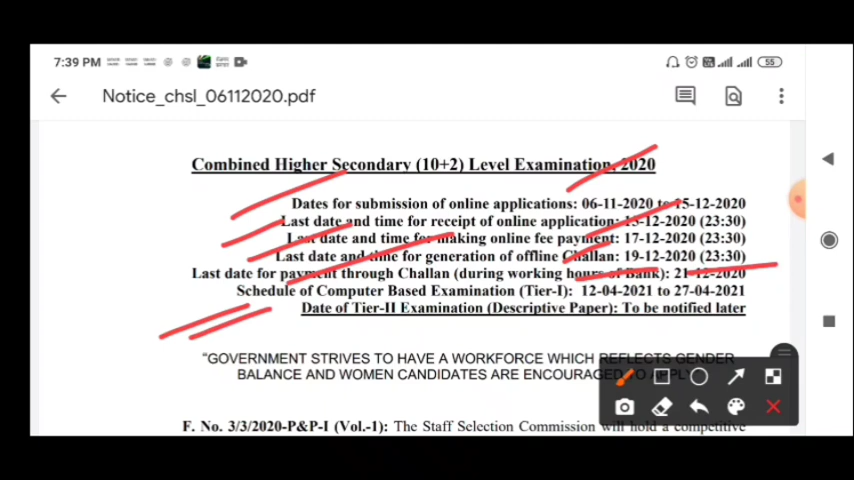 7:39 PM
55
Notice_chsl_06112020.pdf
Combined Higher Secondary (10+2) Level Examination, 2020
Dates for submission of online applications: 06-11-2020 to 15-12-2020
Last date and time for receipt of online application: 15-12-2020 (23:30)
Last date and time for making online fee payment: 17-12-2020 (23:30)
Last date and time for generation of offline Challan: 19-12-2020 (23:30)
Last date for payment through Challan (during working hours of Bank): 21-12-2020
Schedule of Computer Based Examination (Tier-I): 12-04-2021 to 27-04-2021
Date of Tier-II Examination (Descriptive Paper): To be notified later
“GOVERNMENT STRIVES TO HAVE A WORKFORCE WHICH REFLECTS GENDER
BALANCE AND WOMEN CANDIDATES ARE ENCOURAGED TO APPLY
F. No. 3/3/2020-P&P-I (Vol.-1): The Staff Selection Commission will hold a competitive